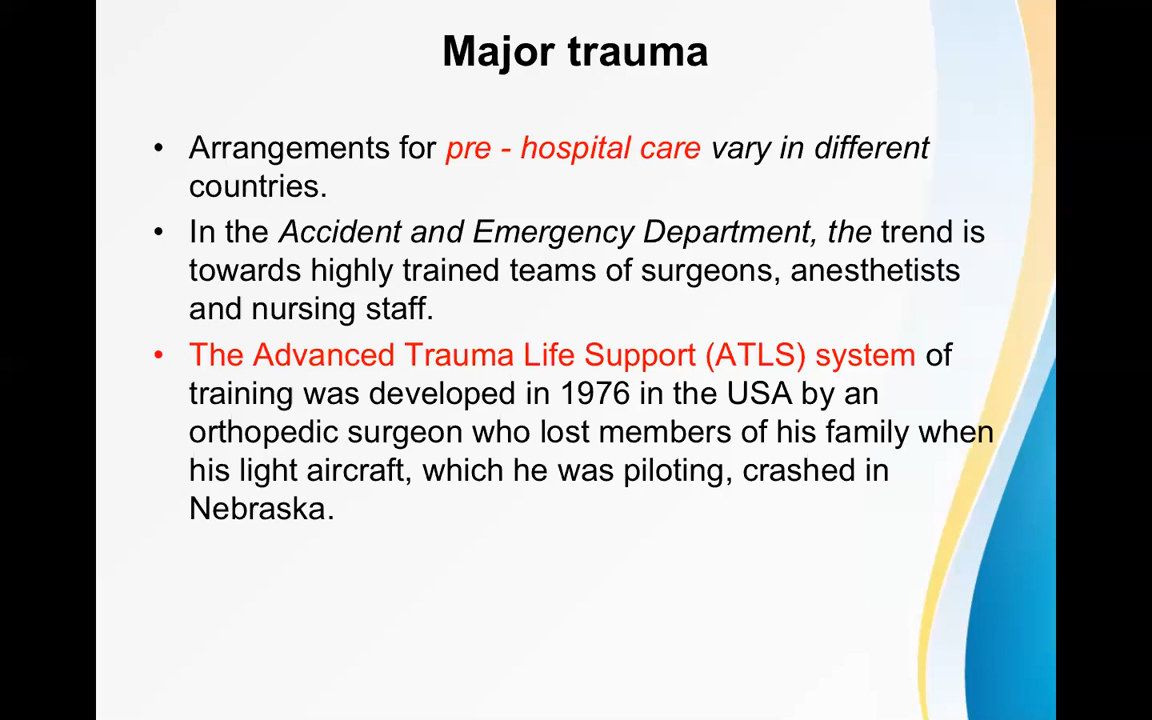 Major trauma
• Arrangements for pre - hospital care vary in different
countries.
• In the Accident and Emergency Department, the trend is
towards highly trained teams of surgeons, anesthetists
and nursing staff.
• The Advanced Trauma Life Support (ATLS) system of
training was developed in 1976 in the USA by an
orthopedic surgeon who lost members of his family when
his light aircraft, which he was piloting, crashed in
Nebraska.